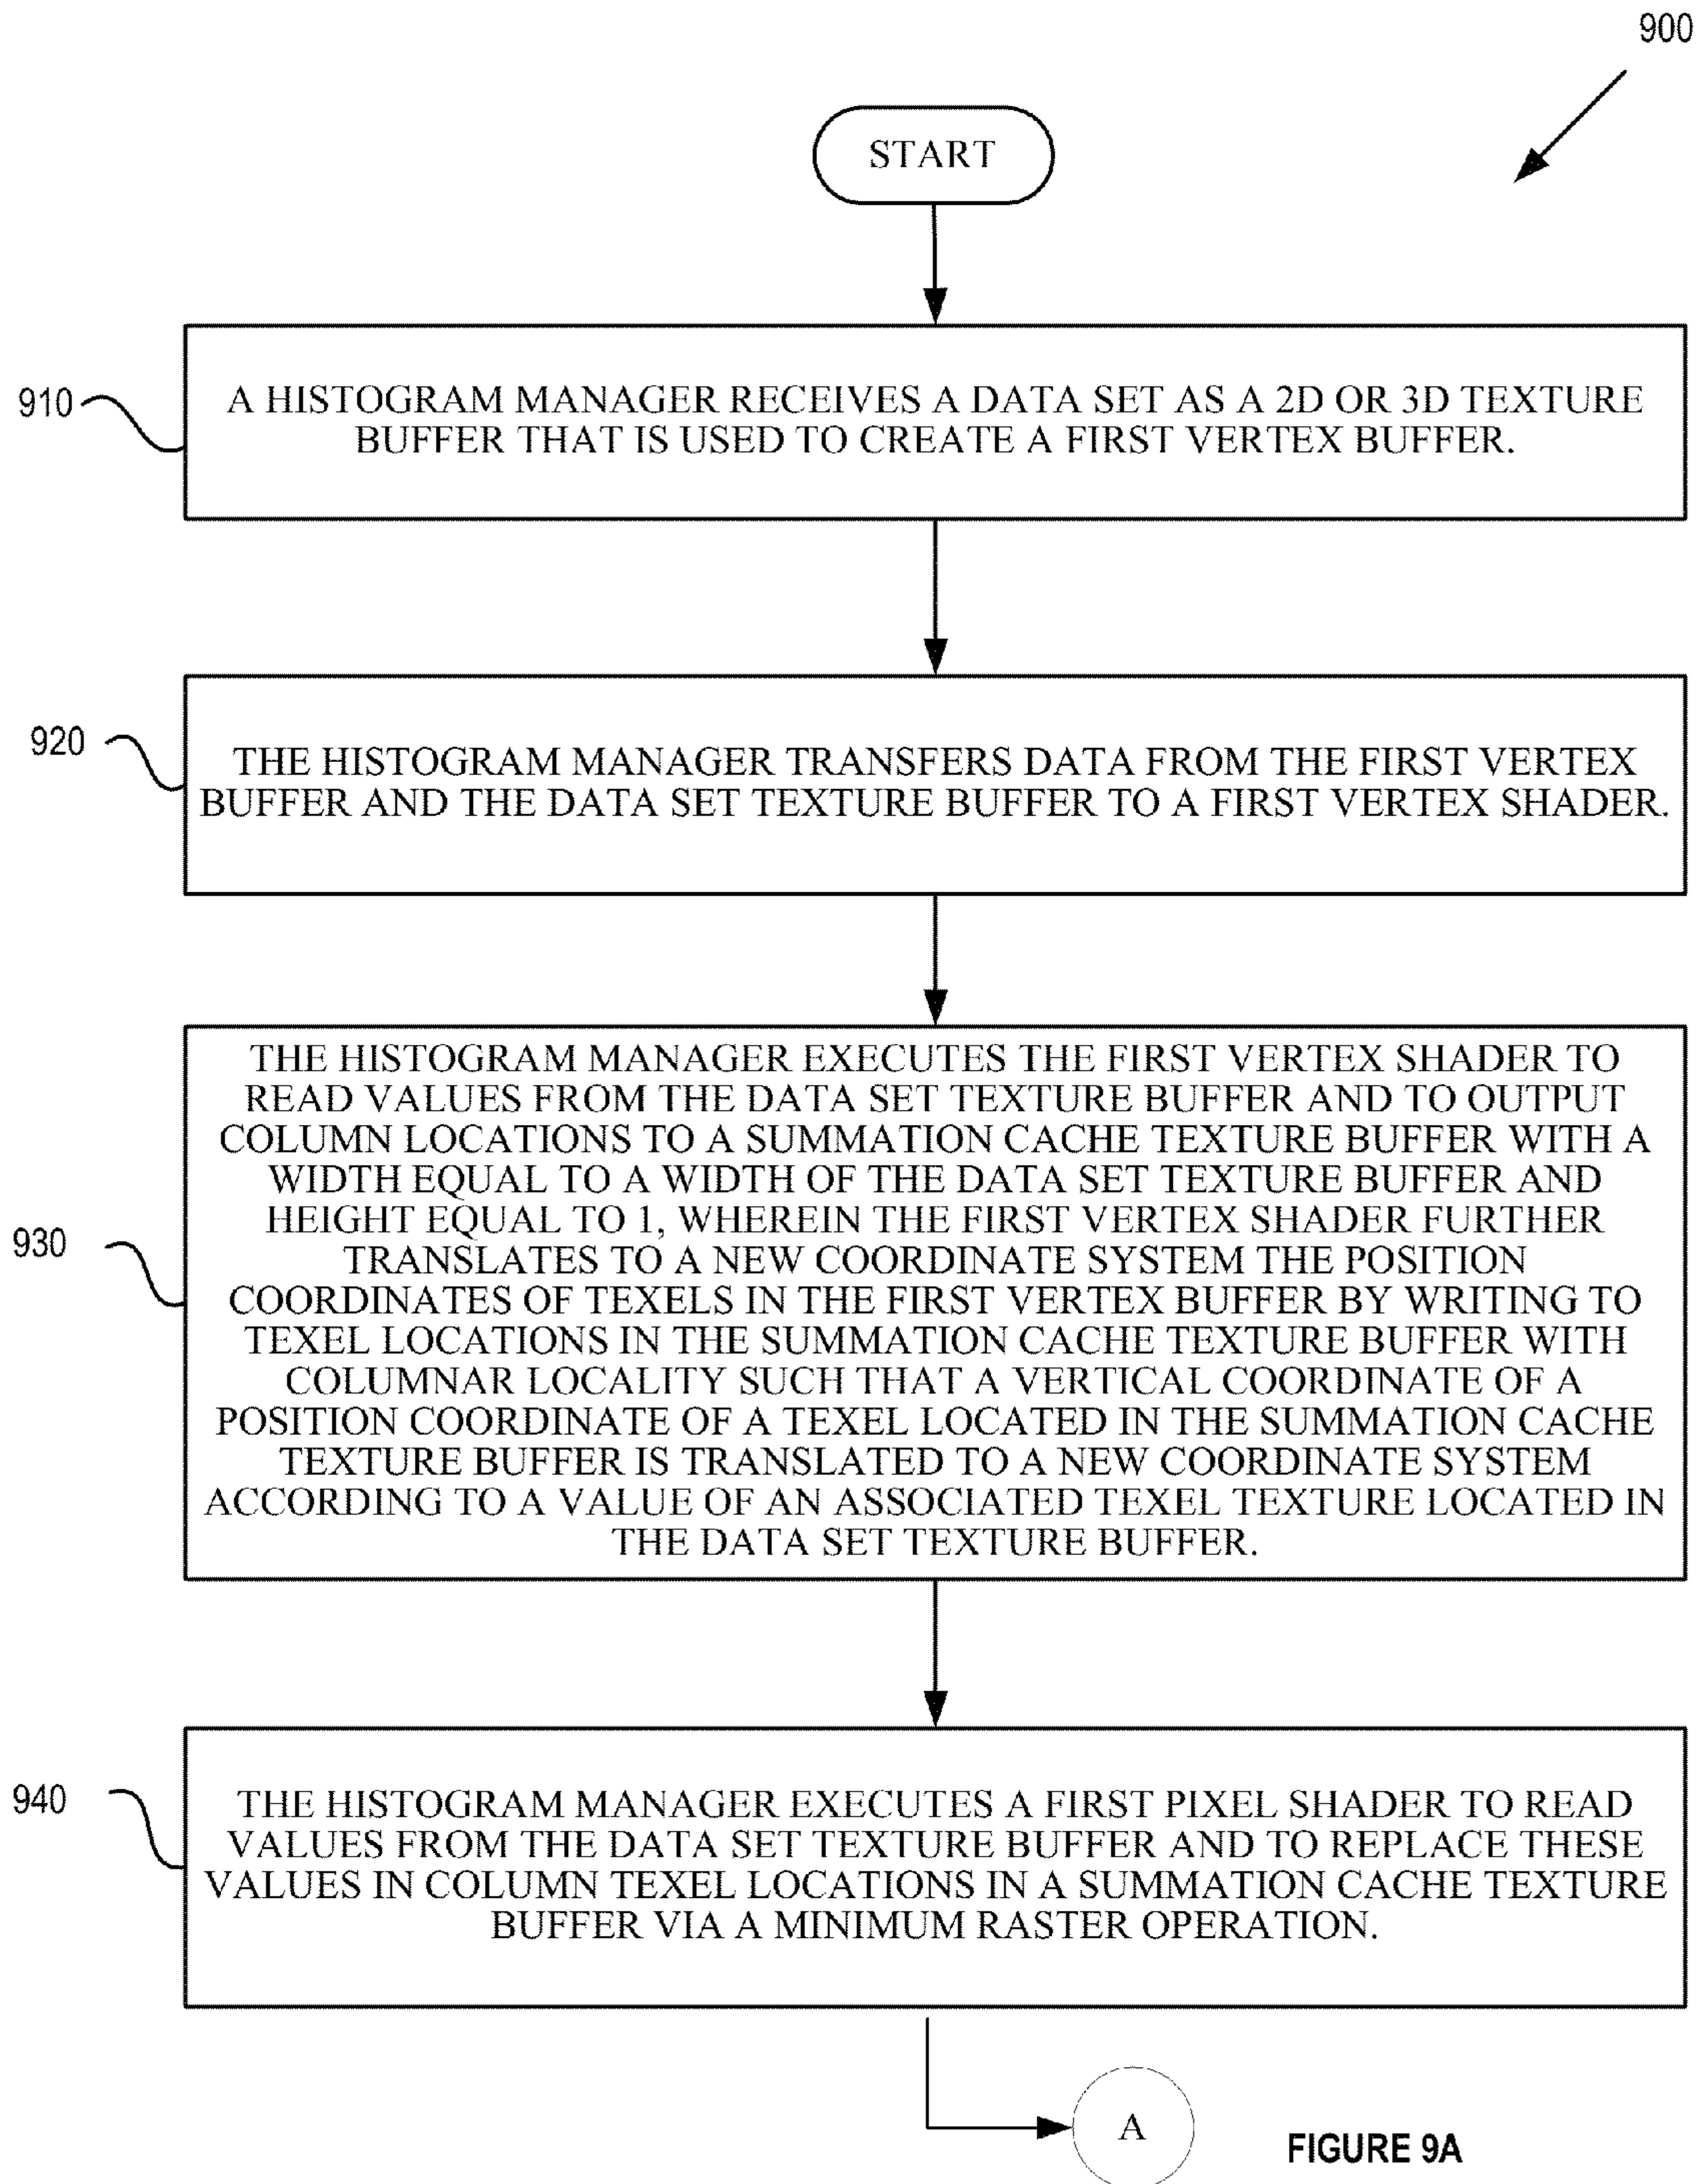 900
START
910
A HISTOGRAM MANAGER RECEIVES A DATA SET AS A 2D OR 3D TEXTURE
BUFFER THAT IS USED TO CREATE A FIRST VERTEX BUFFER.
920
THE HISTOGRAM MANAGER TRANSFERS DATA FROM THE FIRST VERTEX
BUFFER AND THE DATA SET TEXTURE BUFFER TO A FIRST VERTEX SHADER.
930
THE HISTOGRAM MANAGER EXECUTES THE FIRST VERTEX SHADER TO
READ VALUES FROM THE DATA SET TEXTURE BUFFER AND TO OUTPUT
COLUMN LOCATIONS TO A SUMMATION CACHE TEXTURE BUFFER WITH A
WIDTH EQUAL TO A WIDTH OF THE DATA SET TEXTURE BUFFER AND
HEIGHT EQUAL TO 1, WHEREIN THE FIRST VERTEX SHADER FURTHER
TRANSLATES TO A NEW COORDINATE SYSTEM THE POSITION
COORDINATES OF TEXELS IN THE FIRST VERTEX BUFFER BY WRITING TO
TEXEL LOCATIONS IN THE SUMMATION CACHE TEXTURE BUFFER WITH
COLUMNAR LOCALITY SUCH THAT A VERTICAL COORDINATE OF A
POSITION COORDINATE OF A TEXEL LOCATED IN THE SUMMATION CACHE
TEXTURE BUFFER IS TRANSLATED TO A NEW COORDINATE SYSTEM
ACCORDING TO A VALUE OF AN ASSOCIATED TEXEL TEXTURE LOCATED IN
THE DATA SET TEXTURE BUFFER.
940
THE HISTOGRAM MANAGER EXECUTES A FIRST PIXEL SHADER TO READ
VALUES FROM THE DATA SET TEXTURE BUFFER AND TO REPLACE THESE
VALUES IN COLUMN TEXEL LOCATIONS IN A SUMMATION CACHE TEXTURE
BUFFER VIA A MINIMUM RASTER OPERATION.
A
FIGURE 9A